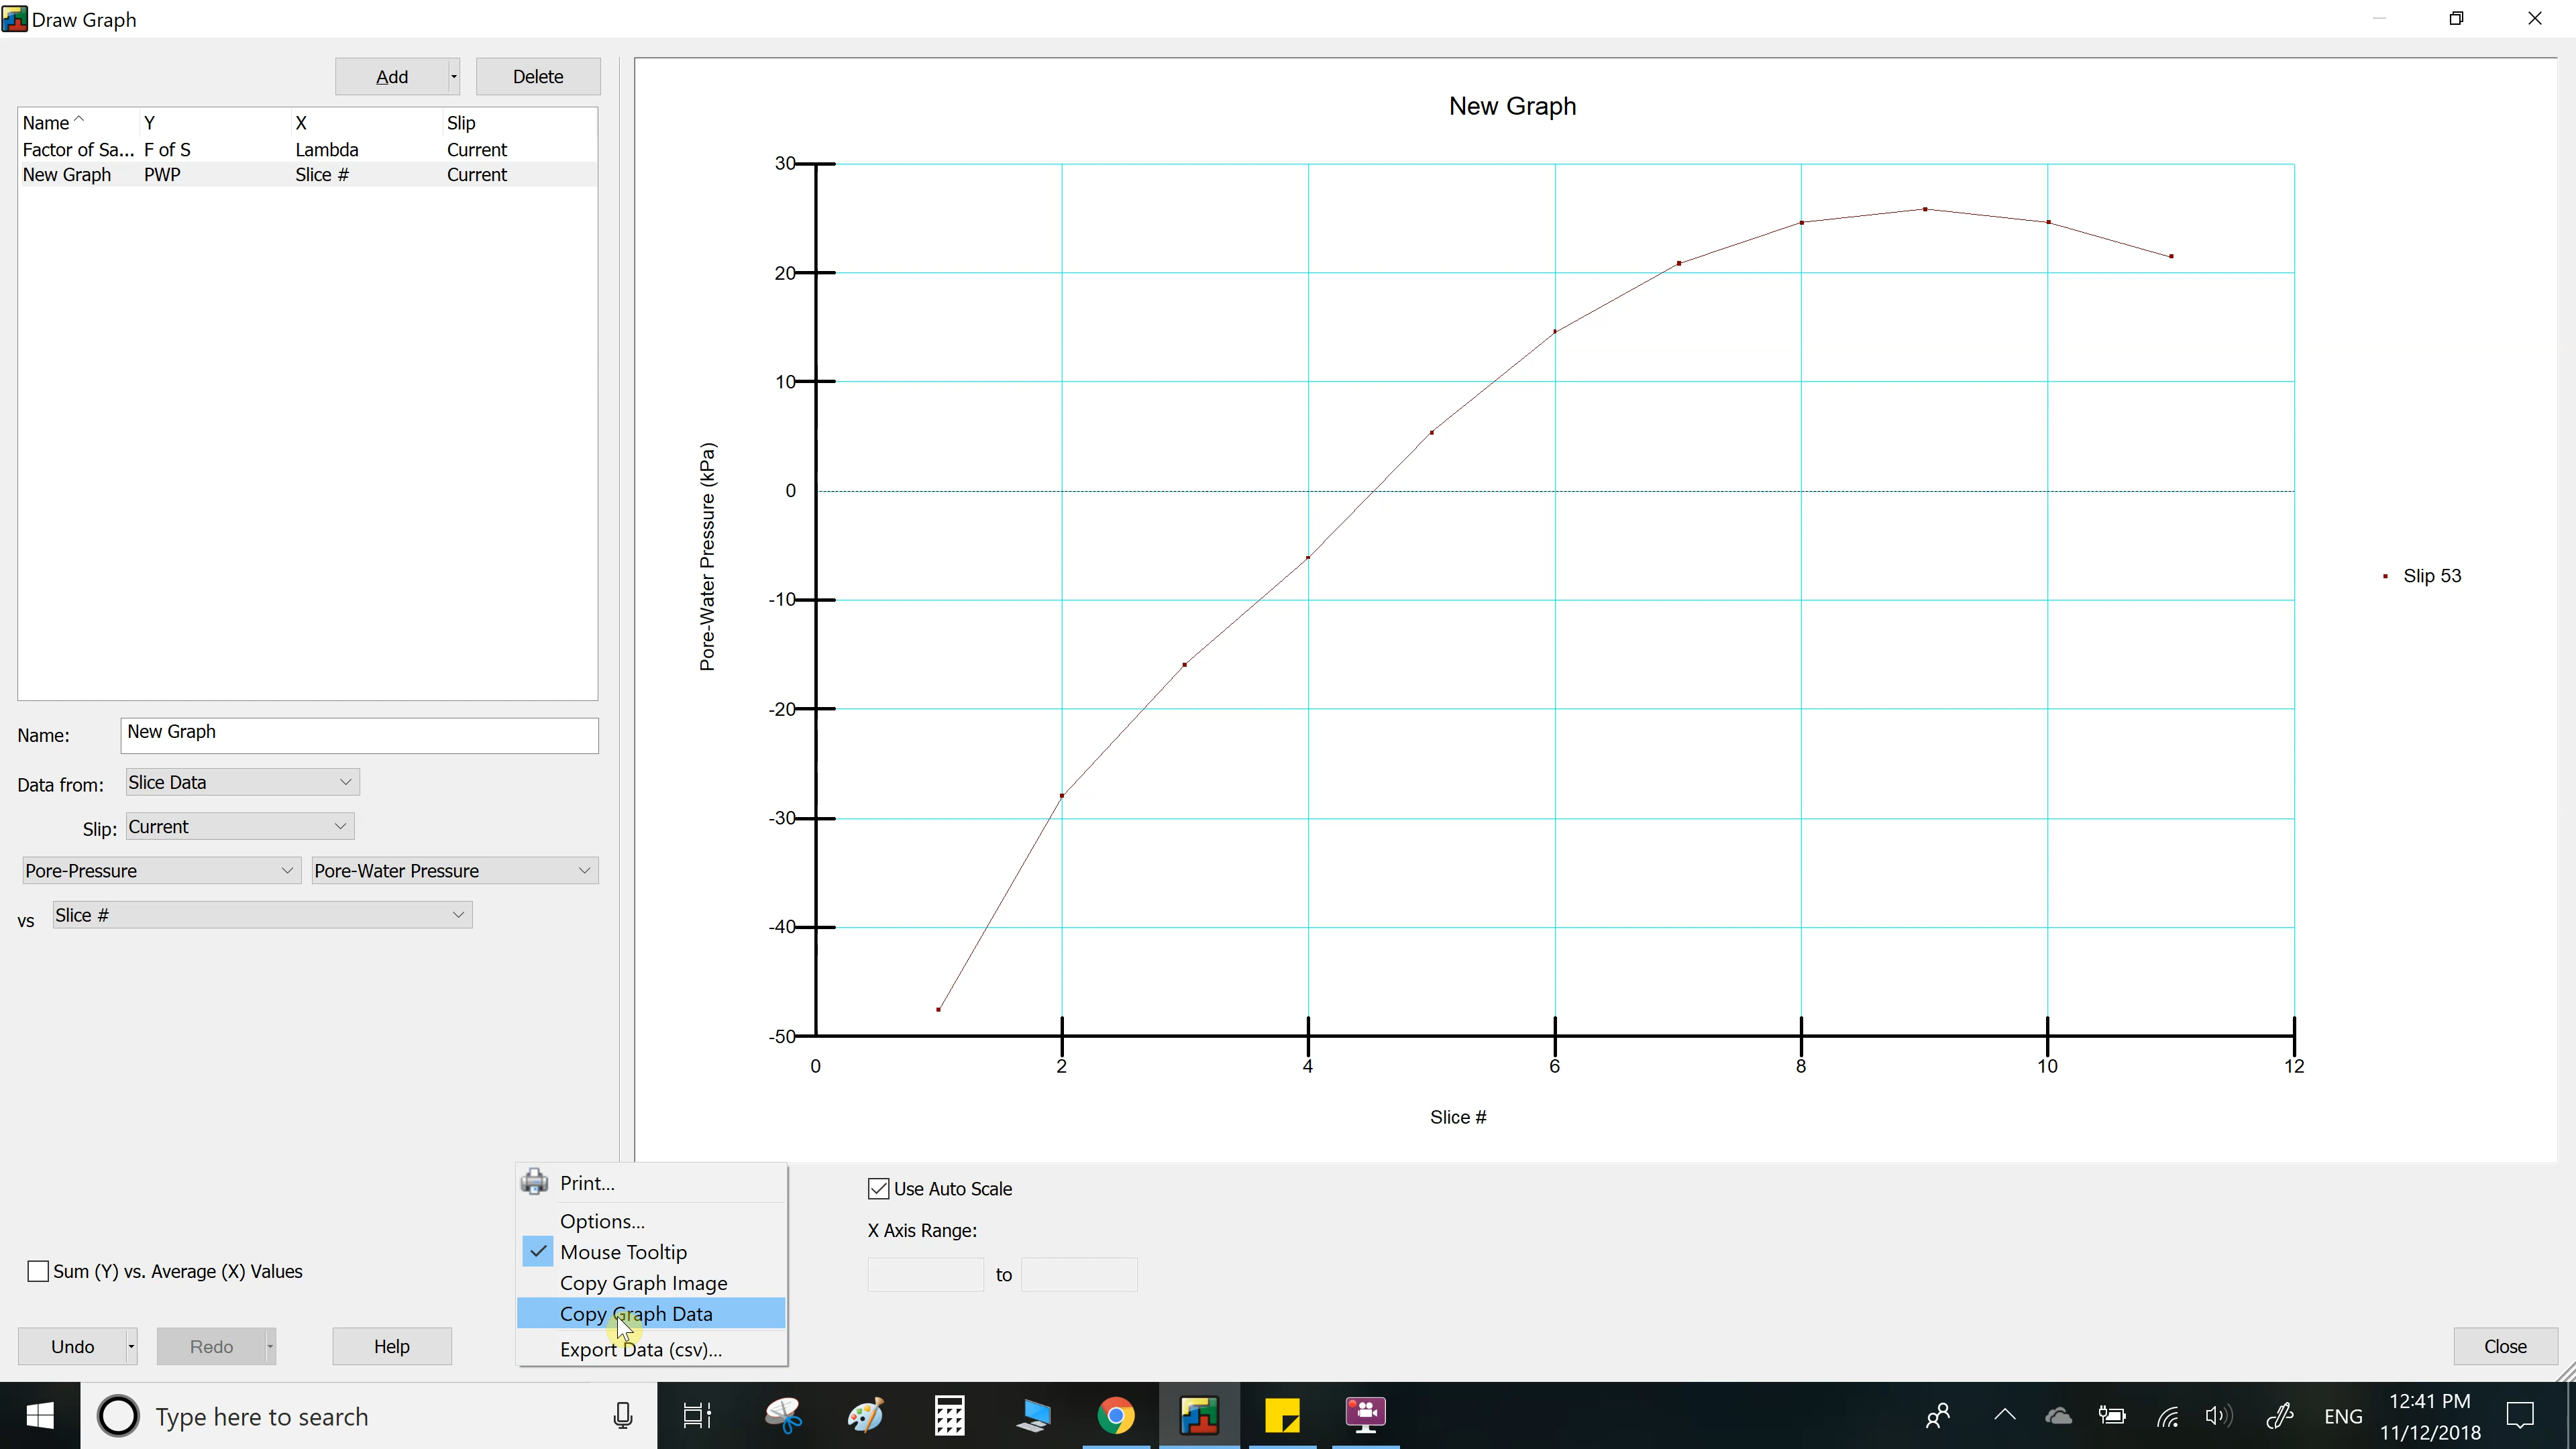 Draw Graph
Add
Delete
Name
Y
X
Slip
Factor of Sa...
F of S
Lambda
Current
New Graph
PWP
Slice #
Current
Name:
New Graph
Data from:
Slice Data
Slip:
Current
Pore-Pressure
Pore-Water Pressure
vs
Slice #
Sum (Y) vs. Average (X) Values
Undo
Redo
Help
Print...
Options...
Mouse Tooltip
Copy Graph Image
Copy Graph Data
Export Data (csv)...
New Graph
Pore-Water Pressure (kPa)
30
20
10
0
-10
-20
-30
-40
-50
0
2
4
6
8
10
12
Slice #
Slip 53
Use Auto Scale
X Axis Range:
to
Close
Type here to search
ENG
12:41 PM
11/12/2018